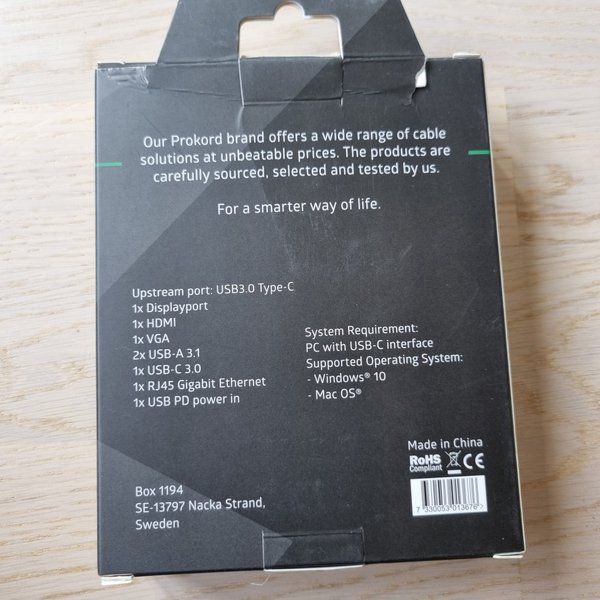 Our Prokord brand offers a wide range of cable
solutions at unbeatable prices. The products are
carefully sourced, selected and tested by us.
For a smarter way of life.
Upstream port: USB3.0 Type-C
1x Displayport
1x HDMI
1x VGA
2x USB-A 3.1
1x USB-C 3.0
1x RJ45 Gigabit Ethernet
1x USB PD power in
System Requirement:
PC with USB-C interface
Supported Operating System:
- Windows® 10
- Mac OS®
Made in China
RoHS
Compliant
CE
Box 1194
SE-13797 Nacka Strand,
Sweden